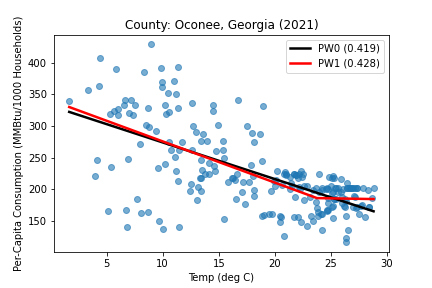 County: Oconee, Georgia (2021)
PW0 (0.419)
PW1 (0.428)
Per-Capita Consumption (MMBtu/1000 Households)
400
350
300
250
200
150
5 10 15 20 25 30
Temp (deg C)